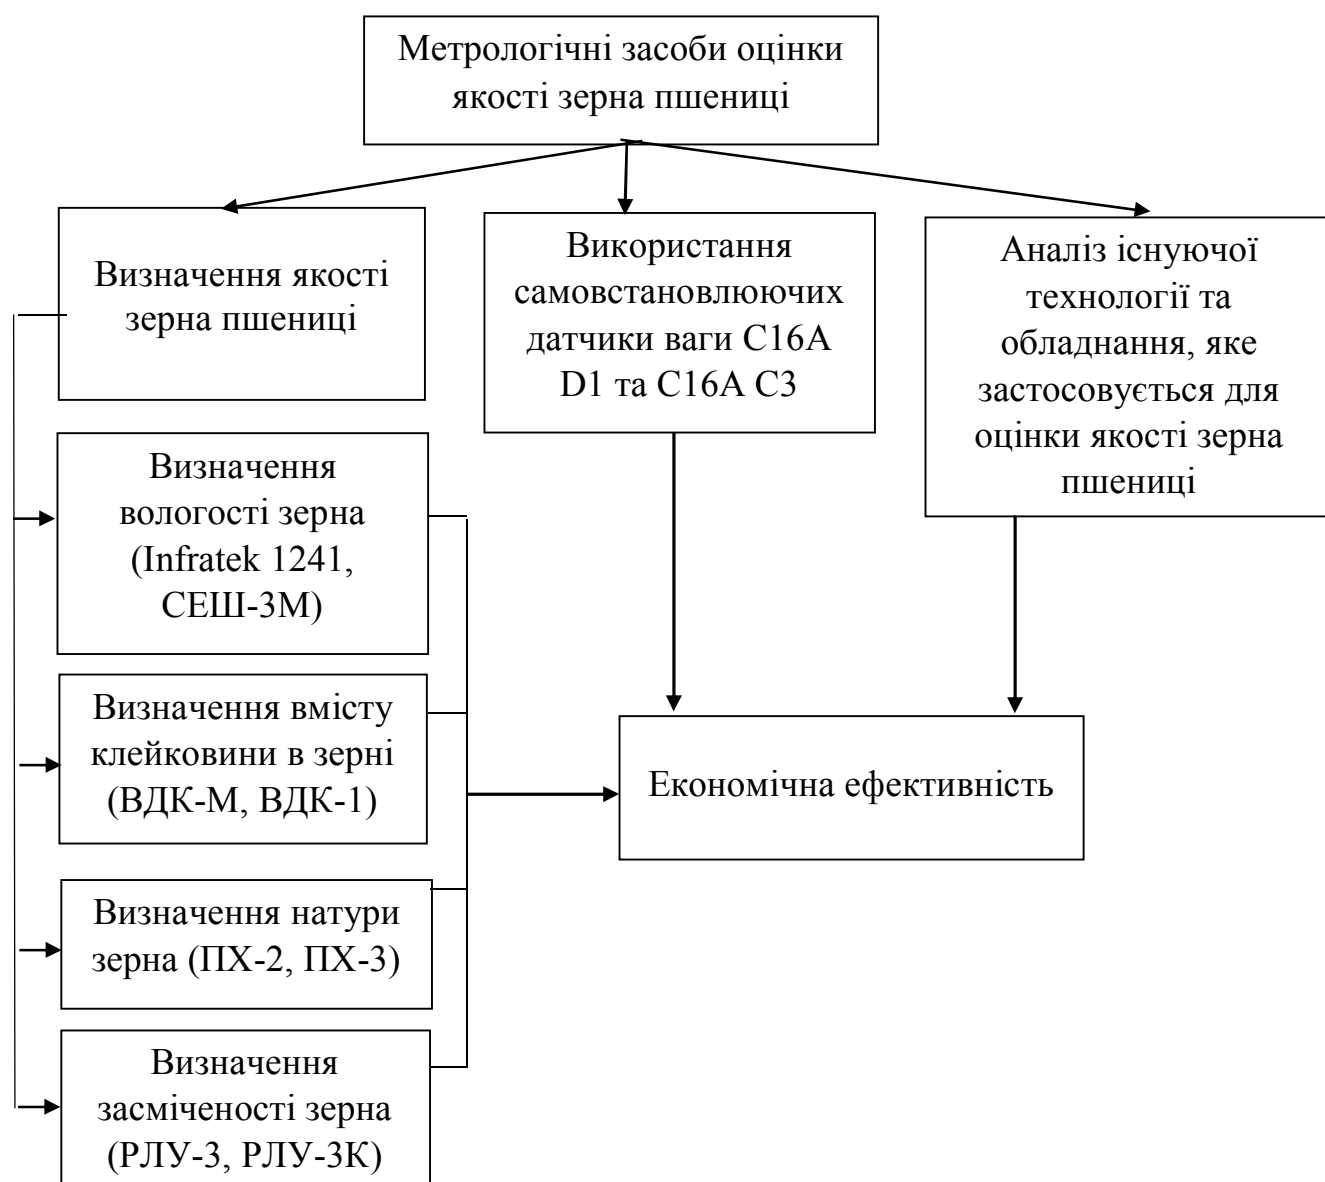 Метрологічні засоби оцінки
якості зерна пшениці
Визначення якості
зерна пшениці
Використання
самовстановлюючих
датчики ваги С16А
D1 та С16А С3
Аналіз існуючої
технології та
обладнання, яке
застосовується для
оцінки якості зерна
пшениці
Визначення
вологості зерна
(Infratek 1241,
СЕШ-3М)
Визначення вмісту
клейковини в зерні
(ВДК-М, ВДК-1)
Економічна ефективність
Визначення натури
зерна (ПХ-2, ПХ-3)
Визначення
засміченості зерна
(РЛУ-3, РЛУ-3К)